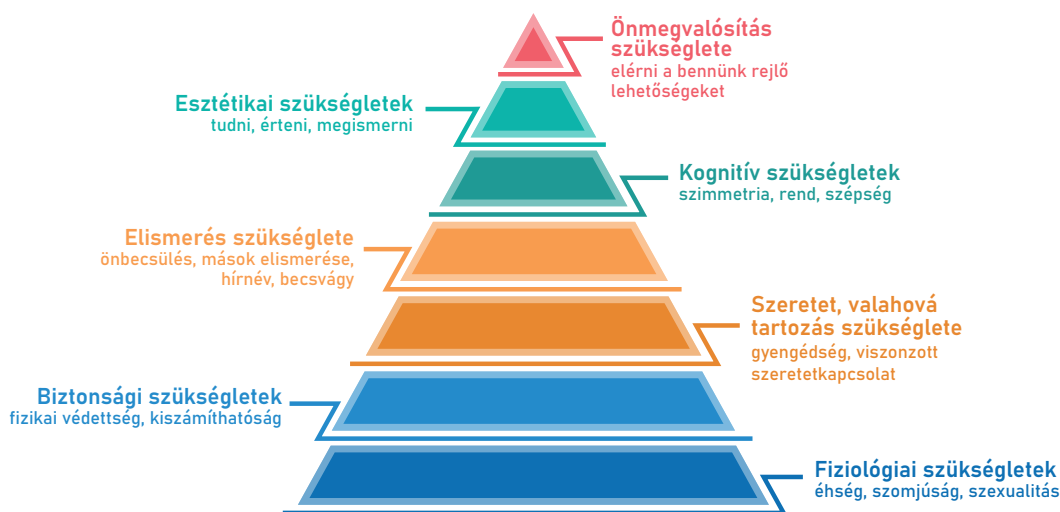 Önmegvalósítás
szükséglete
elérni a bennünk rejlő
lehetőségeket
Esztétikai szükségletek
tudni, érteni, megismerni
Kognitív szükségletek
szimmetria, rend, szépség
Elismerés szükséglete
önbecsülés, mások elismerése,
hírnév, becsvágy
Szeretet, valahová
tartozás szükséglete
gyengédség, viszonzott
szeretetkapcsolat
Biztonsági szükségletek
fizikai védettség, kiszámíthatóság
Fiziológiai szükségletek
éhség, szomjúság, szexualitás